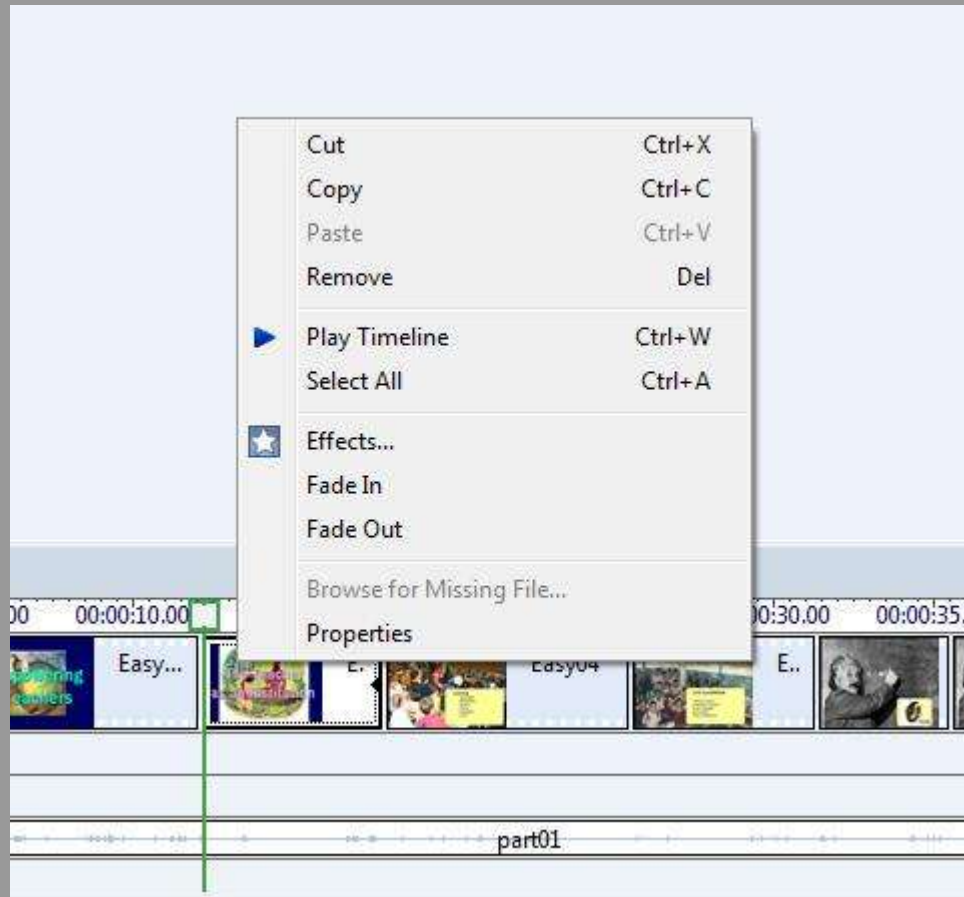 Cut Ctrl+X
Copy Ctrl+C
Paste Ctrl+V
Remove Del
Play Timeline Ctrl+W
Select All Ctrl+A
Effects...
Fade In
Fade Out
Browse for Missing File...
Properties
00 00:00:10.00 0:30.00 00:00:35.
Easy... E. Easy04 E..
part01